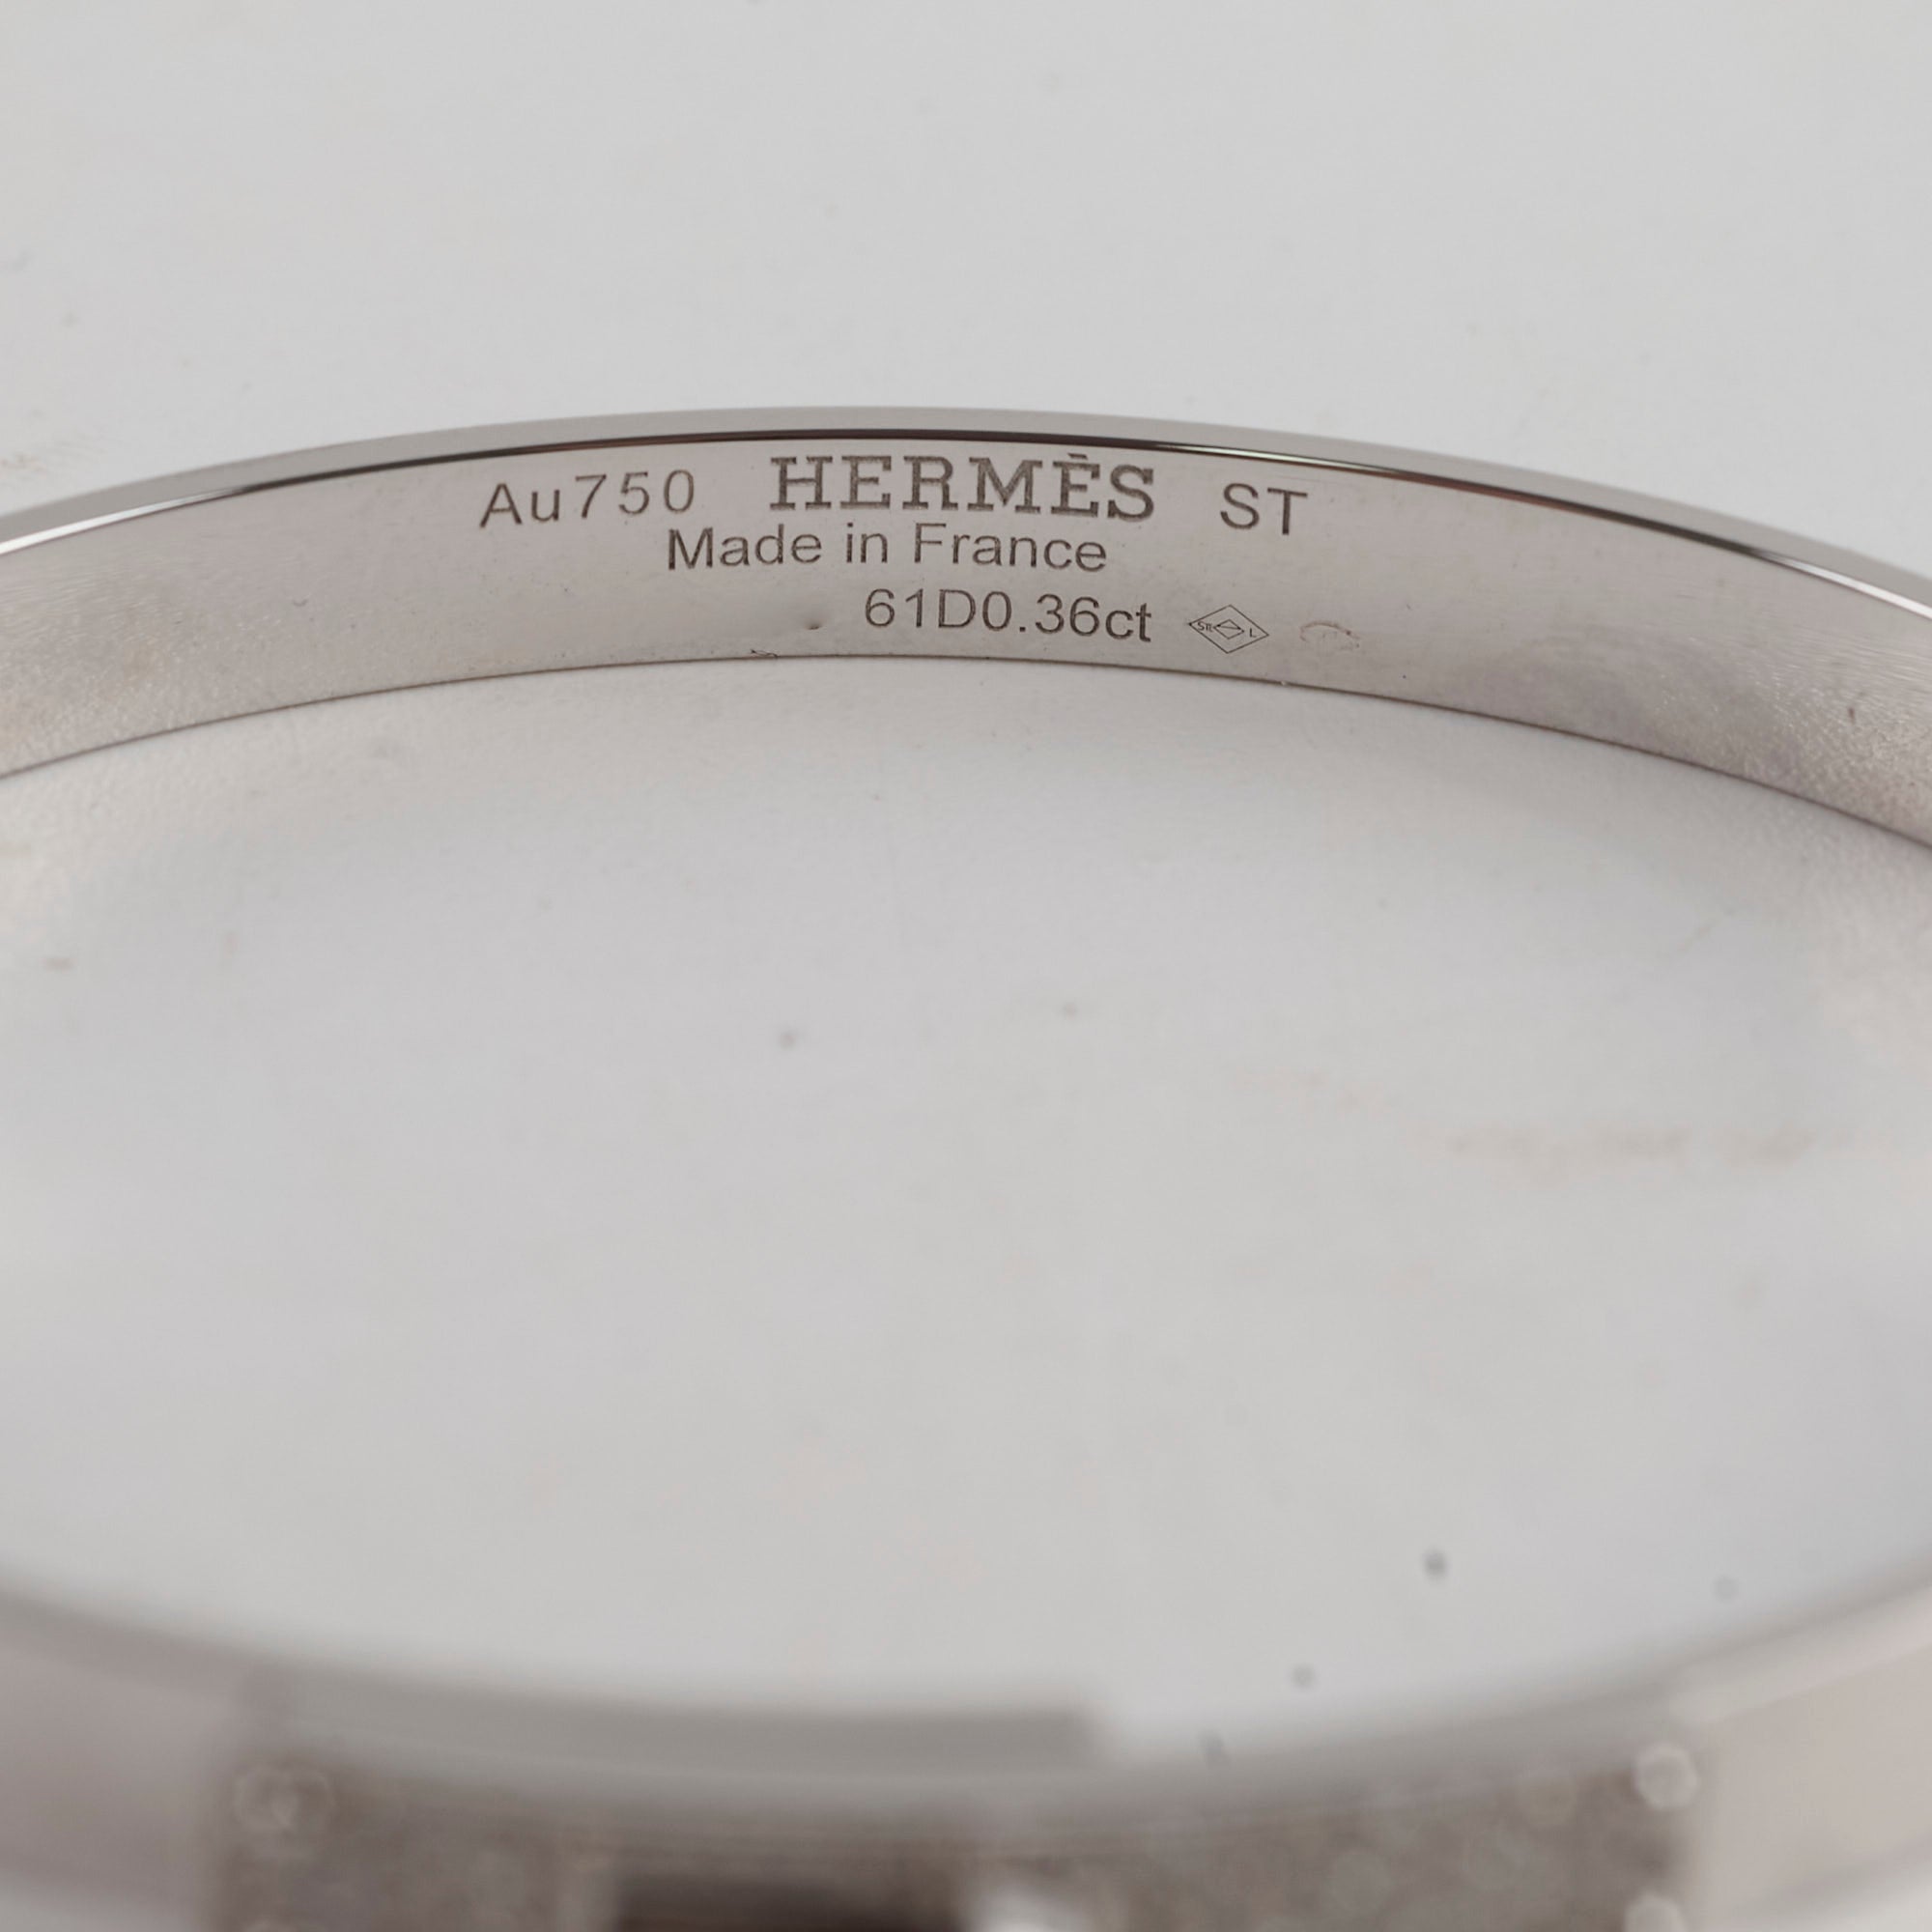 Au750 HERMÈS ST
Made in France
61D0.36ct